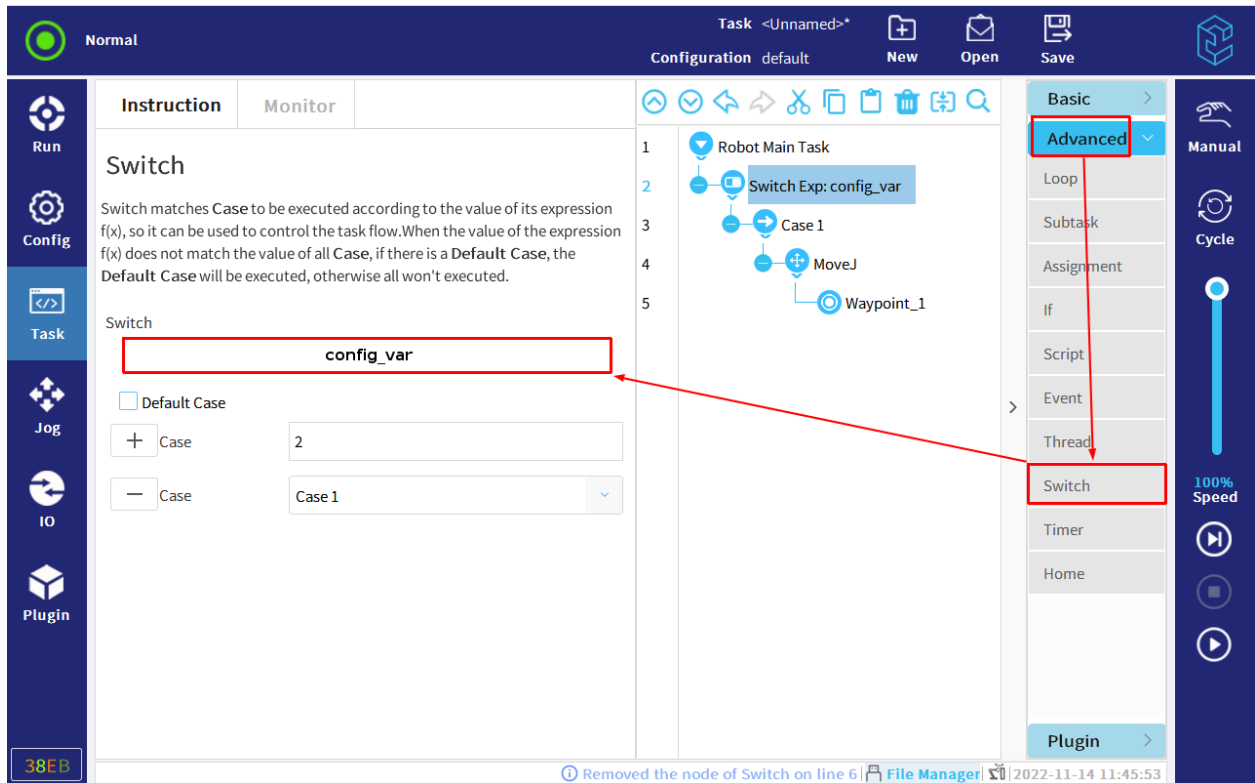 Normal
Task <Unnamed>*
Configuration default
New
Open
Save
Run
Config
Task
Jog
IO
Plugin
38EB
Instruction
Monitor
Switch
Switch matches Case to be executed according to the value of its expression
f(x), so it can be used to control the task flow.When the value of the expression
f(x) does not match the value of all Case, if there is a Default Case, the
Default Case will be executed, otherwise all won't executed.
Switch
config_var
Default Case
+ Case 2
− Case Case 1
1 Robot Main Task
2 Switch Exp: config_var
3 Case 1
4 MoveJ
5 Waypoint_1
Basic
Advanced
Loop
Subtask
Assignment
If
Script
Event
Thread
Switch
Timer
Home
Plugin
Manual
Cycle
100%
Speed
Removed the node of Switch on line 6 File Manager 2022-11-14 11:45:53